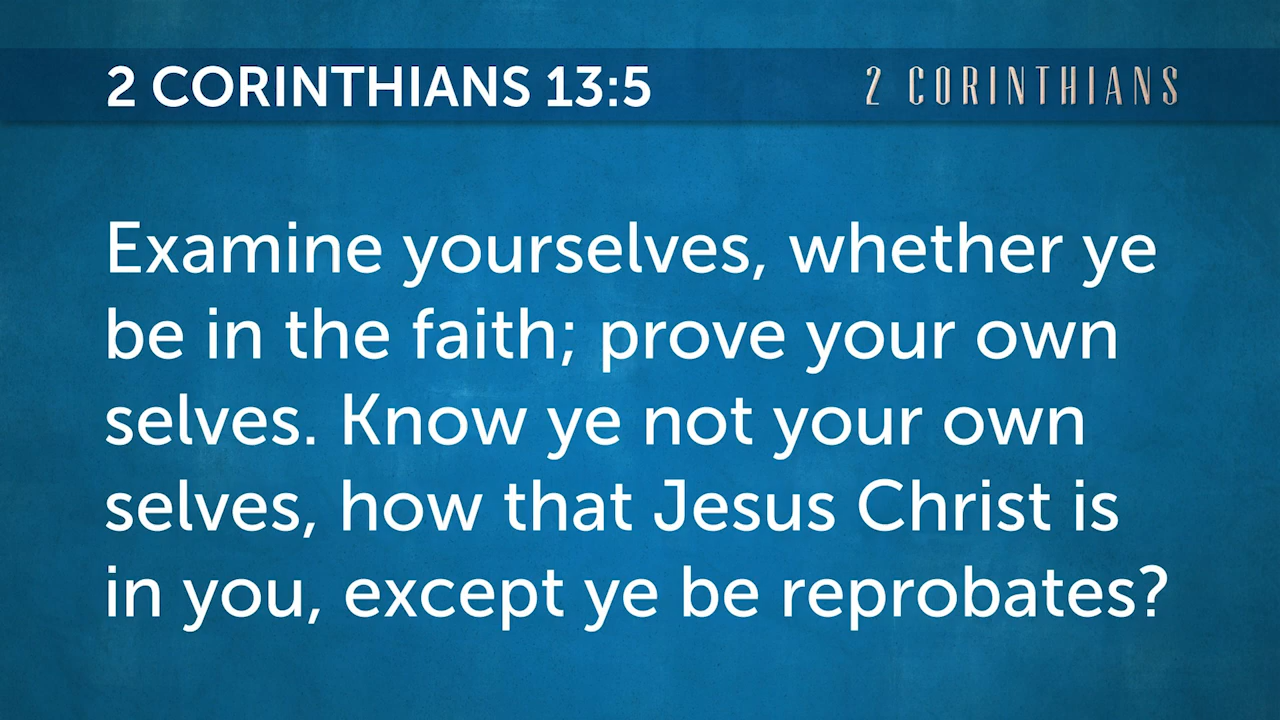 2 CORINTHIANS 13:5
2 CORINTHIANS
Examine yourselves, whether ye
be in the faith; prove your own
selves. Know ye not your own
selves, how that Jesus Christ is
in you, except ye be reprobates?